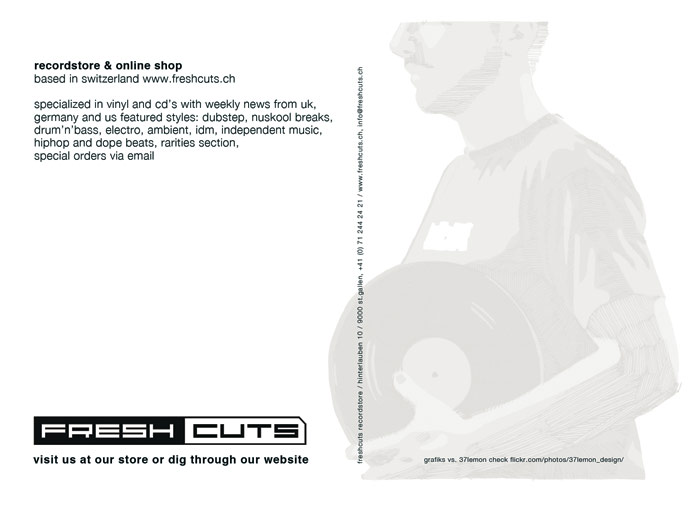 recordstore & online shop
based in switzerland www.freshcuts.ch
specialized in vinyl and cd's with weekly news from uk,
germany and us featured styles: dubstep, nuskool breaks,
drum'n'bass, electro, ambient, idm, independent music,
hiphop and dope beats, rarities section,
special orders via email
FRESH CUTS
visit us at our store or dig through our website
freshcuts recordstore / hinterlauben 10 / 9000 st.gallen, +41 (0) 71 244 24 21 / www.freshcuts.ch, info@freshcuts.ch
grafiks vs. 37lemon check flickr.com/photos/37lemon_design/